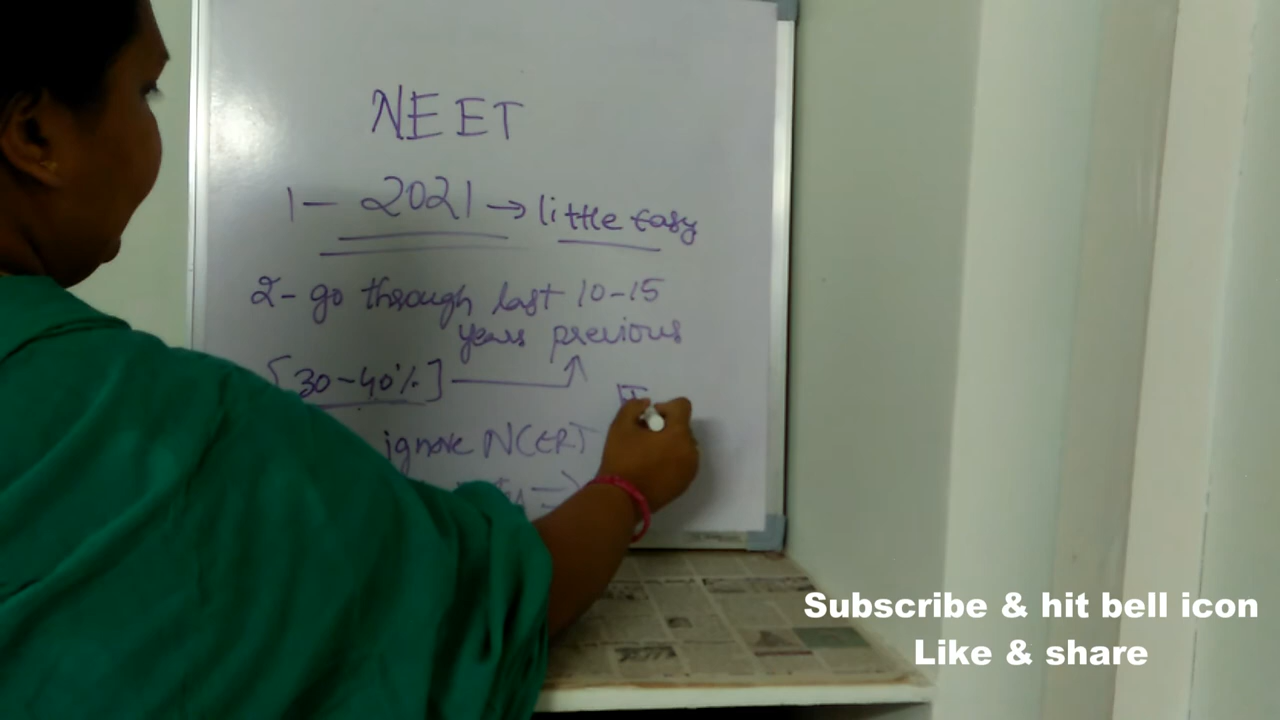 NEET
1- 2021 → little easy
2- go through last 10-15
years previous
[30-40%]
ignore NCERT
Subscribe & hit bell icon
Like & share